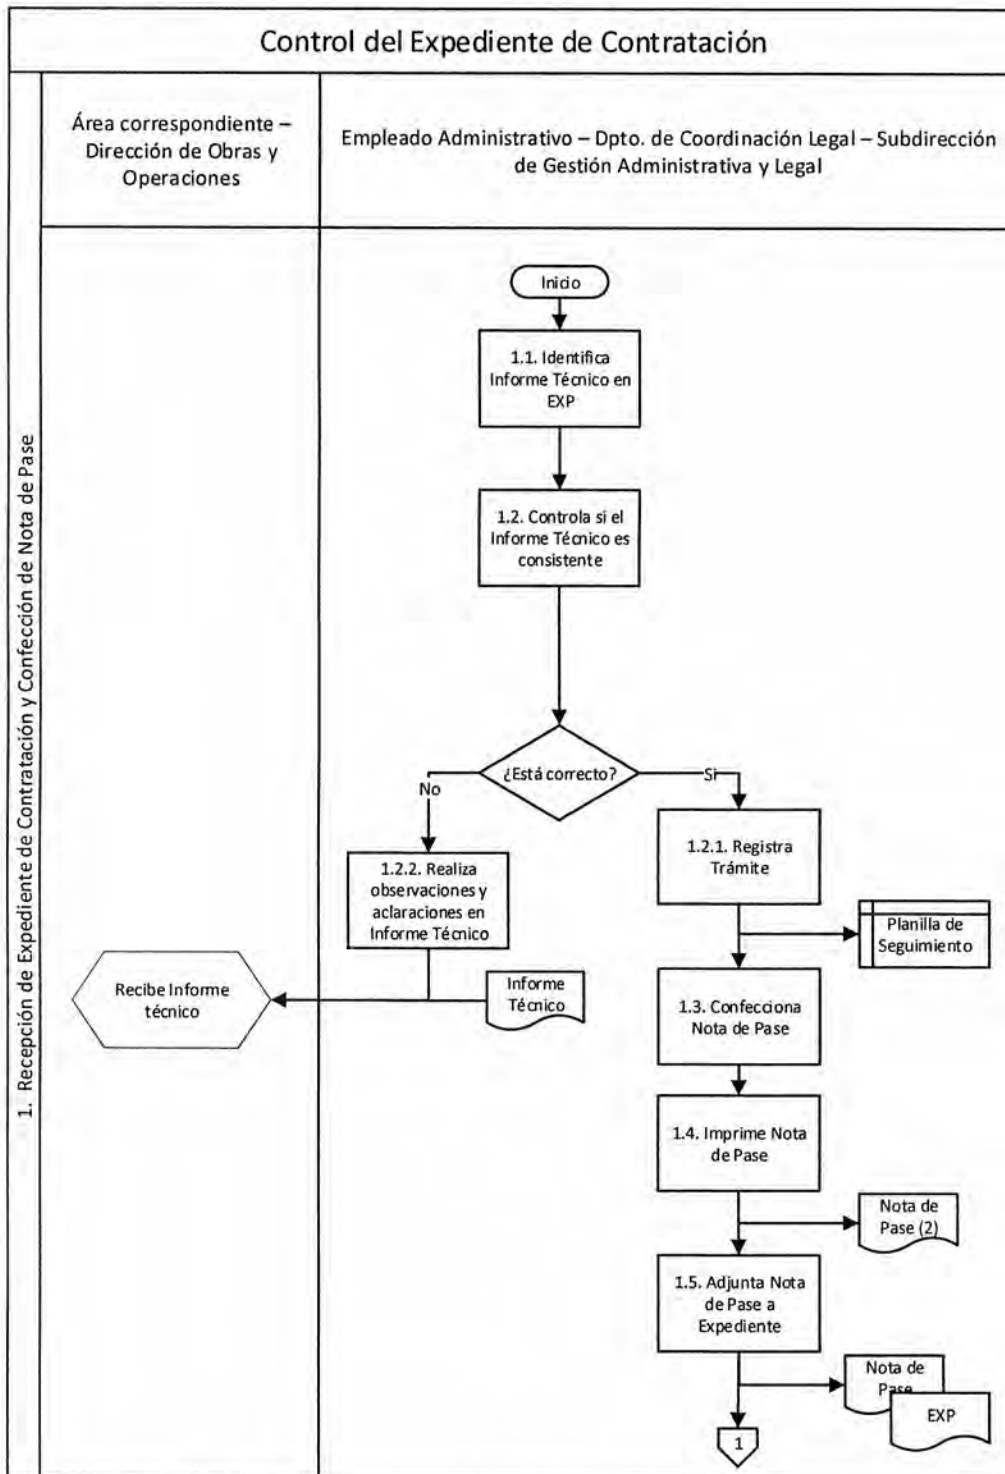 Control del Expediente de Contratación
Área correspondiente –
Dirección de Obras y
Operaciones
Empleado Administrativo – Dpto. de Coordinación Legal – Subdirección
de Gestión Administrativa y Legal
1. Recepción de Expediente de Contratación y Confección de Nota de Pase
Inicio
1.1. Identifica
Informe Técnico en
EXP
1.2. Controla si el
Informe Técnico es
consistente
¿Está correcto?
No
Si
1.2.1. Registra
Trámite
1.2.2. Realiza
observaciones y
aclaraciones en
Informe Técnico
Planilla de
Seguimiento
Recibe Informe
técnico
Informe
Técnico
1.3. Confecciona
Nota de Pase
1.4. Imprime Nota
de Pase
Nota de
Pase (2)
1.5. Adjunta Nota
de Pase a
Expediente
Nota de
Pase
EXP
1